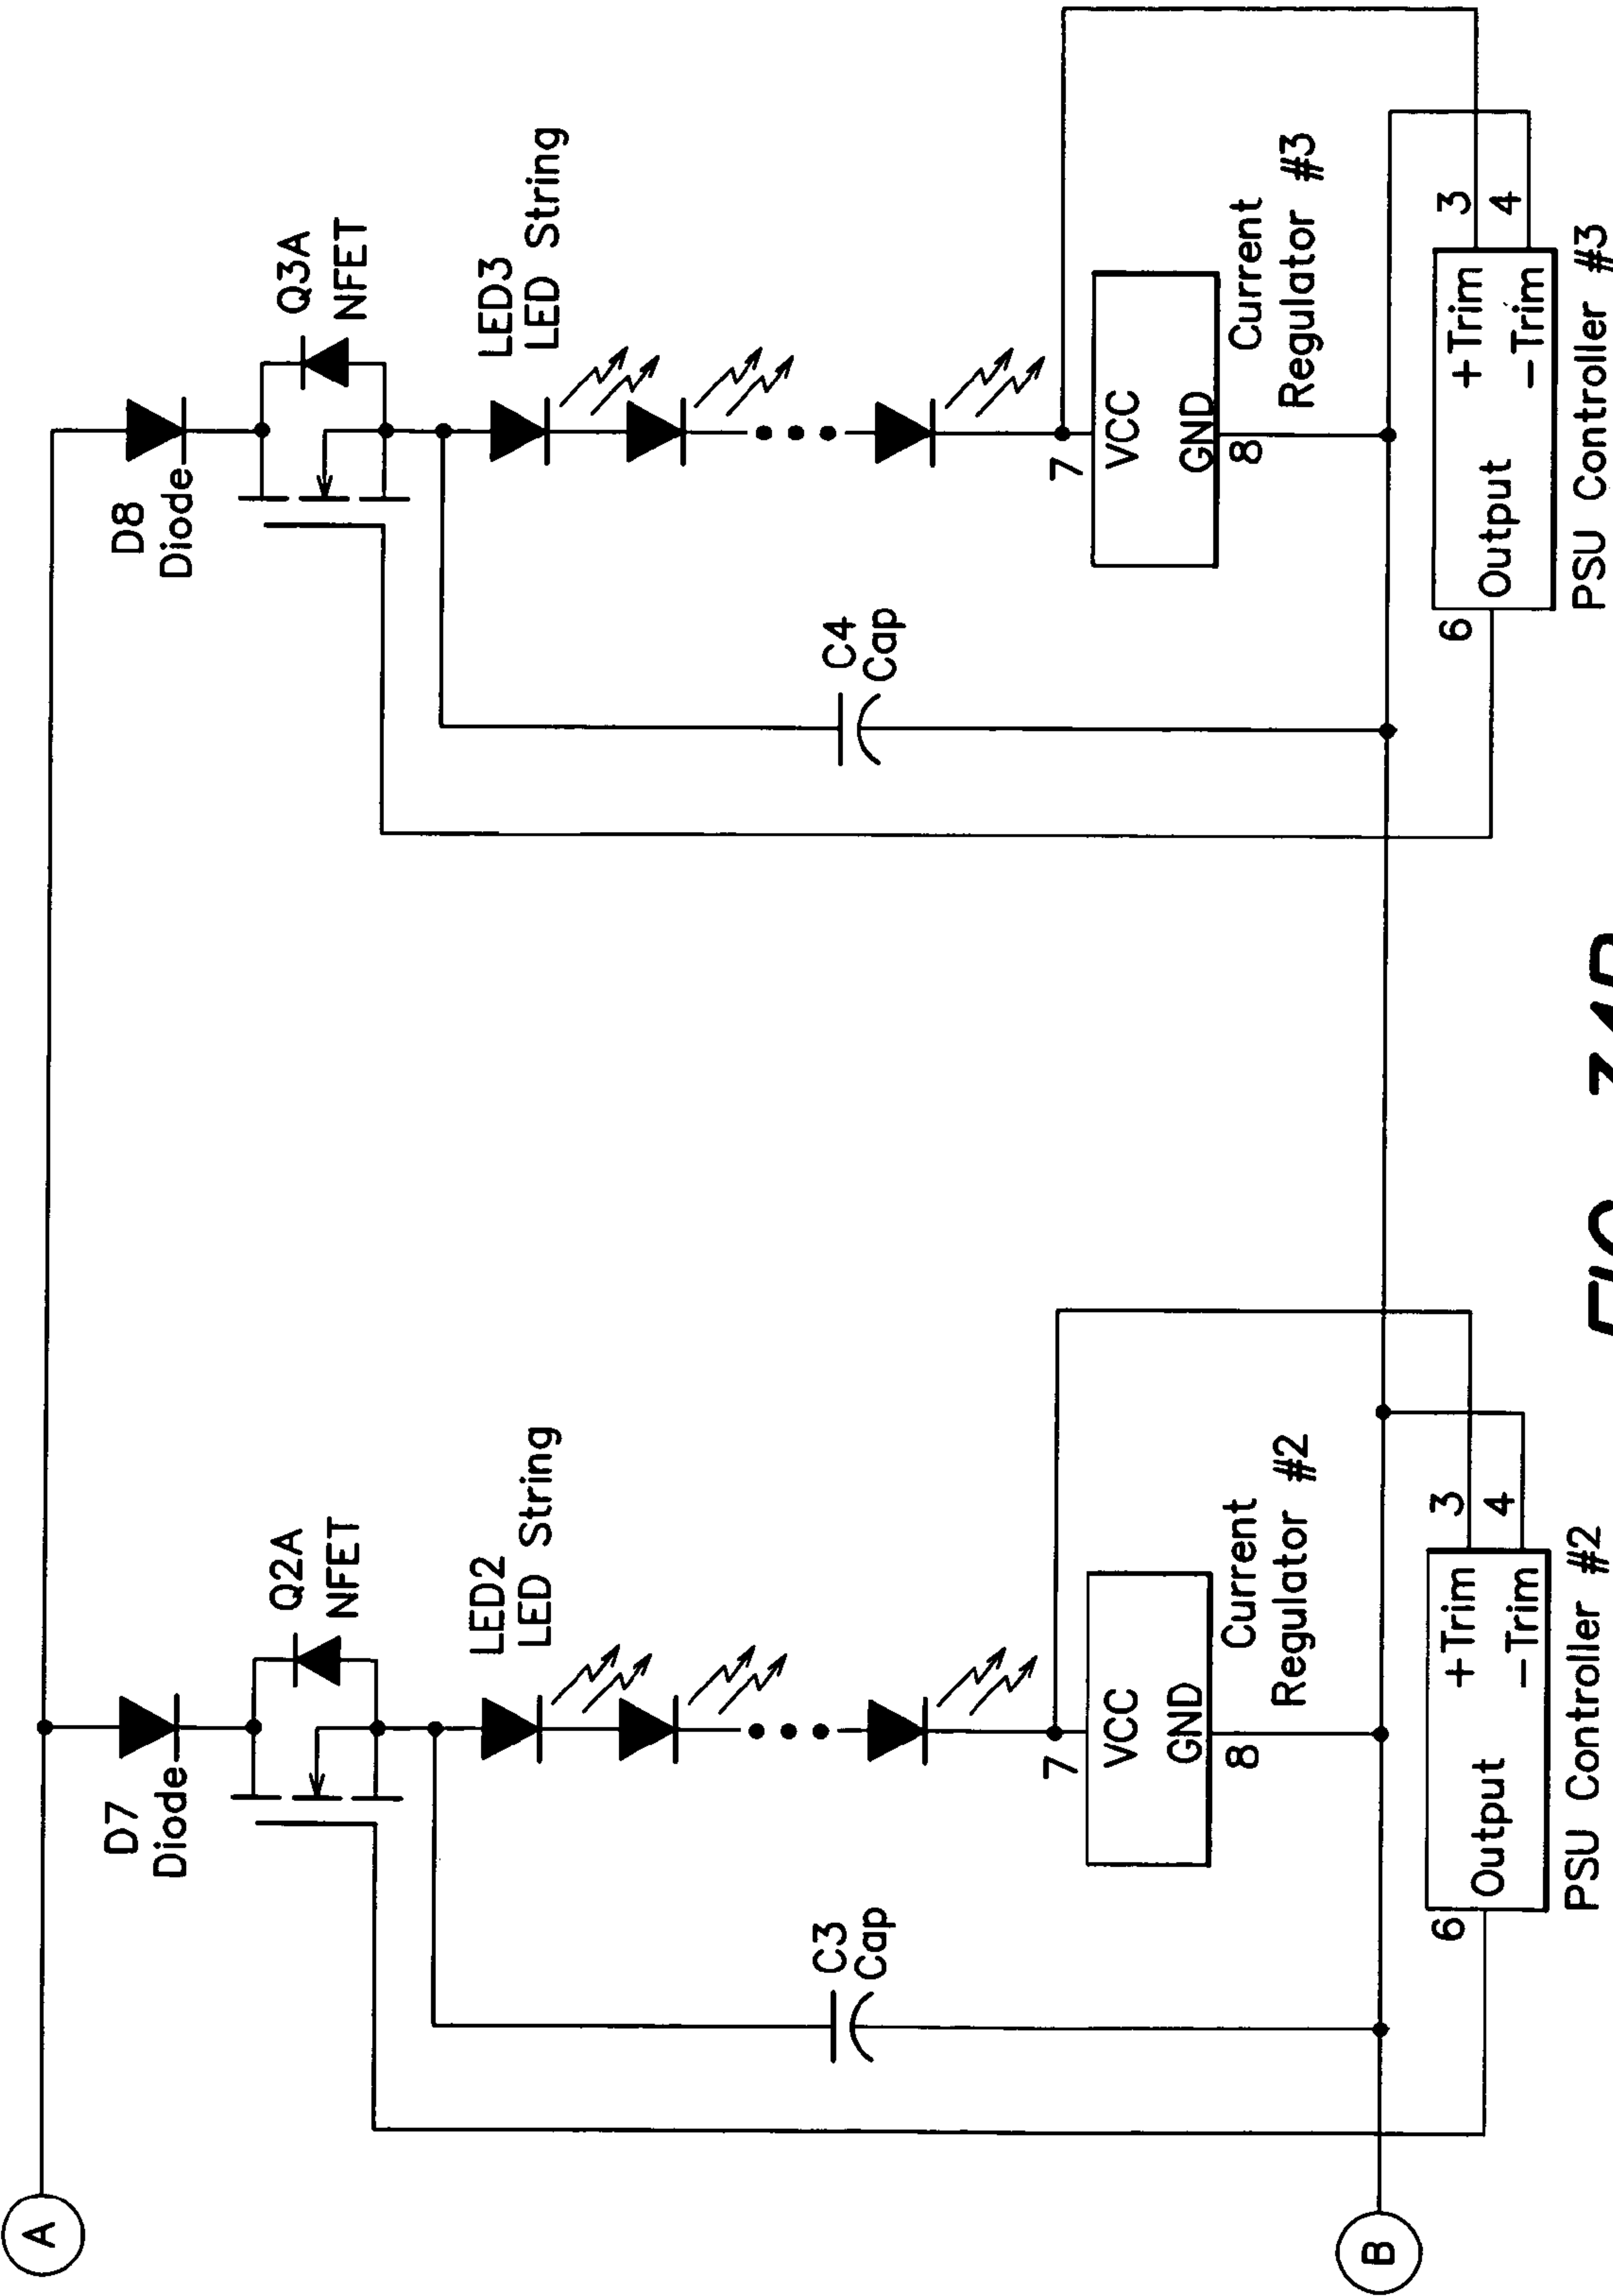 A
D7
Diode
Q2A
NFET
LED2
LED String
C3
Cap
7
VCC
GND
8
Current
Regulator #2
6
Output
+Trim
−Trim
3
4
PSU Controller #2
D8
Diode
Q3A
NFET
LED3
LED String
C4
Cap
7
VCC
GND
8
Current
Regulator #3
6
Output
+Trim
−Trim
3
4
PSU Controller #3
B